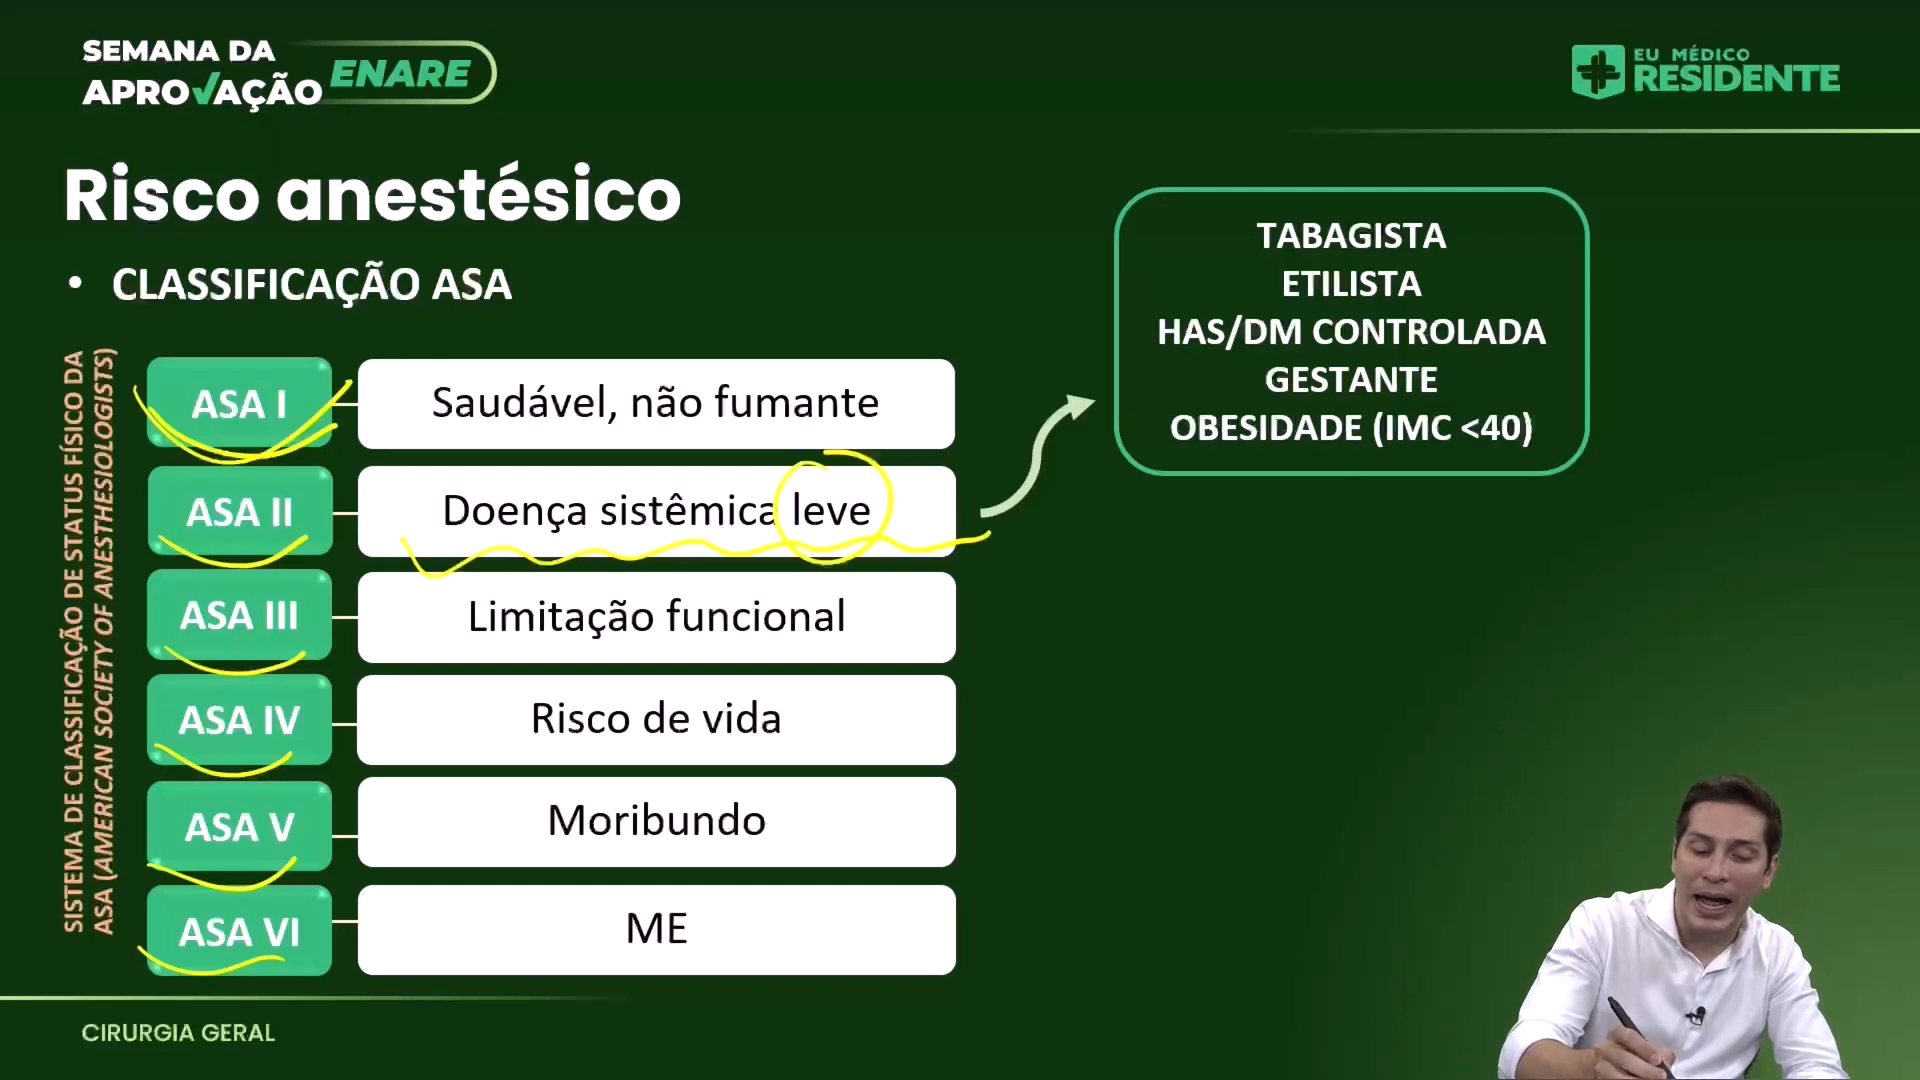 SEMANA DA
APROVAÇÃO ENARE
EU MÉDICO
RESIDENTE
Risco anestésico
• CLASSIFICAÇÃO ASA
SISTEMA DE CLASSIFICAÇÃO DE STATUS FÍSICO DA
ASA (AMERICAN SOCIETY OF ANESTHESIOLOGISTS)
ASA I Saudável, não fumante
ASA II Doença sistêmica leve
ASA III Limitação funcional
ASA IV Risco de vida
ASA V Moribundo
ASA VI ME
TABAGISTA
ETILISTA
HAS/DM CONTROLADA
GESTANTE
OBESIDADE (IMC <40)
CIRURGIA GERAL